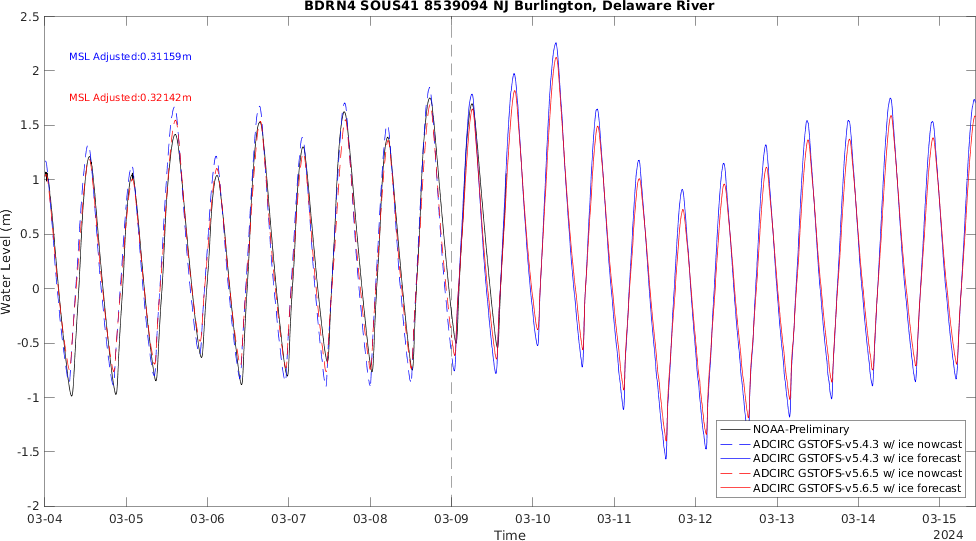 BDRN4 SOUS41 8539094 NJ Burlington, Delaware River
2.5
2
1.5
1
0.5
0
-0.5
-1
-1.5
-2
Water Level (m)
MSL Adjusted:0.31159m
MSL Adjusted:0.32142m
NOAA-Preliminary
ADCIRC GSTOFS-v5.4.3 w/ ice nowcast
ADCIRC GSTOFS-v5.4.3 w/ ice forecast
ADCIRC GSTOFS-v5.6.5 w/ ice nowcast
ADCIRC GSTOFS-v5.6.5 w/ ice forecast
03-04 03-05 03-06 03-07 03-08 03-09 03-10 03-11 03-12 03-13 03-14 03-15
Time
2024